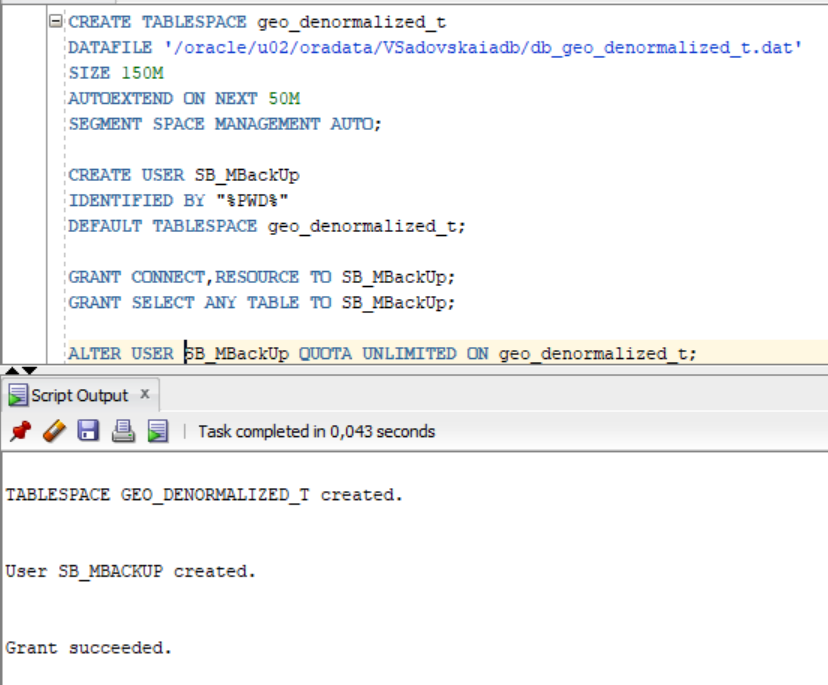 CREATE TABLESPACE geo_denormalized_t
DATAFILE '/oracle/u02/oradata/VSadovskaiadb/db_geo_denormalized_t.dat'
SIZE 150M
AUTOEXTEND ON NEXT 50M
SEGMENT SPACE MANAGEMENT AUTO;
CREATE USER SB_MBackUp
IDENTIFIED BY "%PWD%"
DEFAULT TABLESPACE geo_denormalized_t;
GRANT CONNECT,RESOURCE TO SB_MBackUp;
GRANT SELECT ANY TABLE TO SB_MBackUp;
ALTER USER SB_MBackUp QUOTA UNLIMITED ON geo_denormalized_t;
Script Output x
Task completed in 0,043 seconds
TABLESPACE GEO_DENORMALIZED_T created.
User SB_MBACKUP created.
Grant succeeded.